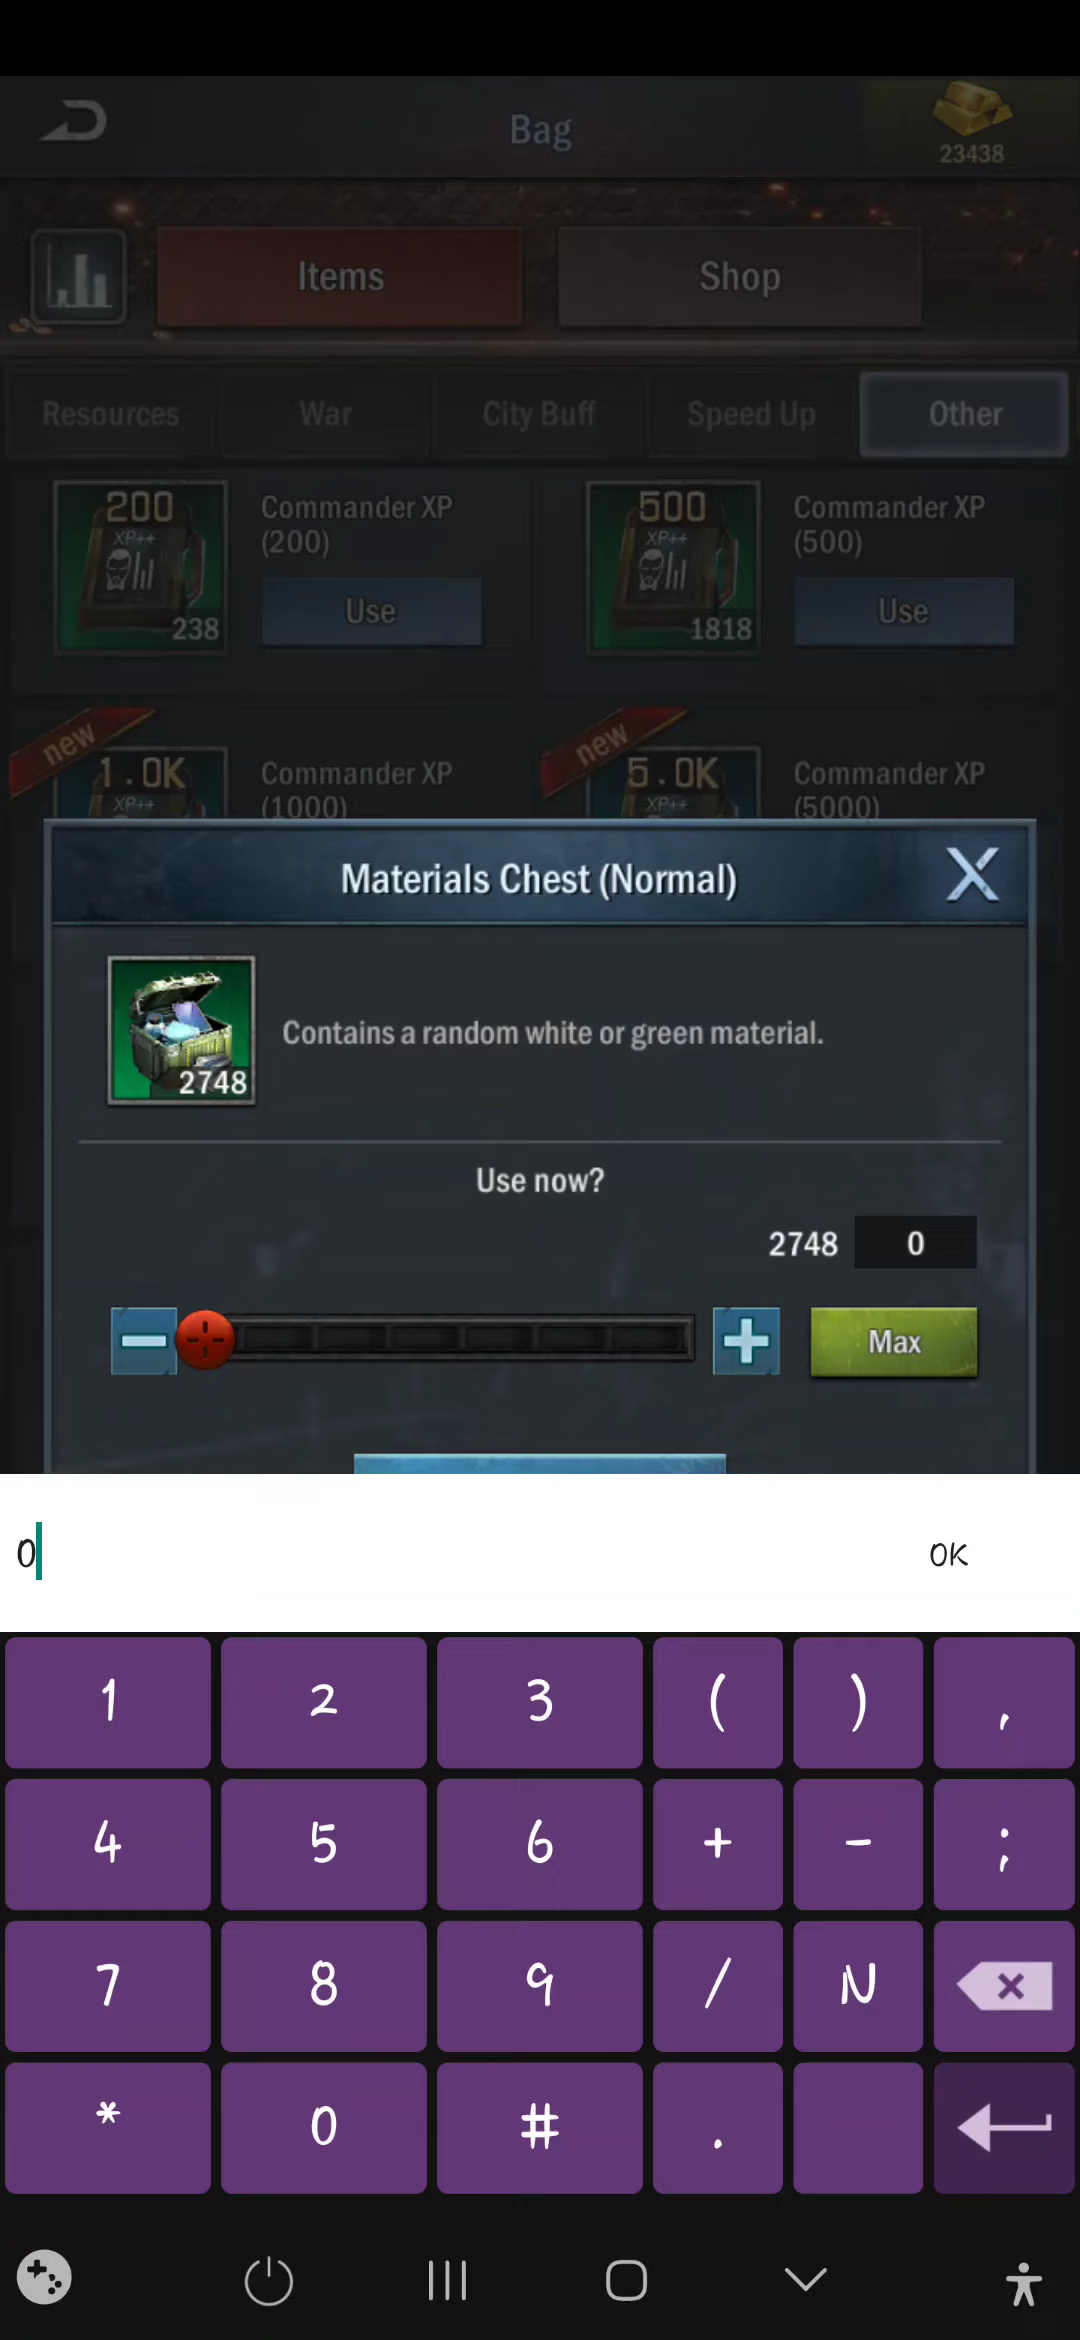 Bag
23438
Items
Shop
Resources
War
City Buff
Speed Up
Other
200
XP++
238
Commander XP
(200)
Use
500
XP++
1818
Commander XP
(500)
Use
new
1.0K
XP++
Commander XP
(1000)
new
5.0K
XP++
Commander XP
(5000)
Materials Chest (Normal)
X
2748
Contains a random white or green material.
Use now?
2748 0
Max
0
OK
1 2 3 ( ) ,
4 5 6 + - ;
7 8 9 / N
* 0 # .